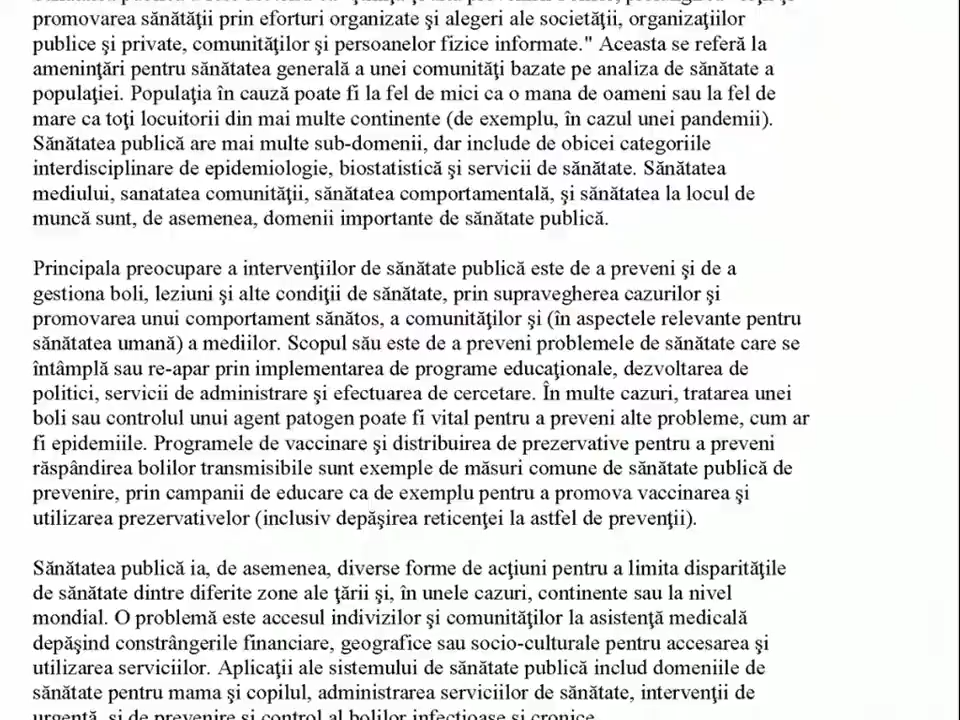 promovarea sănătăţii prin eforturi organizate şi alegeri ale societăţii, organizaţiilor
publice şi private, comunităţilor şi persoanelor fizice informate." Aceasta se referă la
ameninţări pentru sănătatea generală a unei comunităţi bazate pe analiza de sănătate a
populaţiei. Populaţia în cauză poate fi la fel de mici ca o mana de oameni sau la fel de
mare ca toţi locuitorii din mai multe continente (de exemplu, în cazul unei pandemii).
Sănătatea publică are mai multe sub-domenii, dar include de obicei categoriile
interdisciplinare de epidemiologie, biostatistică şi servicii de sănătate. Sănătatea
mediului, sanatatea comunităţii, sănătatea comportamentală, şi sănătatea la locul de
muncă sunt, de asemenea, domenii importante de sănătate publică.
Principala preocupare a intervenţiilor de sănătate publică este de a preveni şi de a
gestiona boli, leziuni şi alte condiţii de sănătate, prin supravegherea cazurilor şi
promovarea unui comportament sănătos, a comunităţilor şi (în aspectele relevante pentru
sănătatea umană) a mediilor. Scopul său este de a preveni problemele de sănătate care se
întâmplă sau re-apar prin implementarea de programe educaţionale, dezvoltarea de
politici, servicii de administrare şi efectuarea de cercetare. În multe cazuri, tratarea unei
boli sau controlul unui agent patogen poate fi vital pentru a preveni alte probleme, cum ar
fi epidemiile. Programele de vaccinare şi distribuirea de prezervative pentru a preveni
răspândirea bolilor transmisibile sunt exemple de măsuri comune de sănătate publică de
prevenire, prin campanii de educare ca de exemplu pentru a promova vaccinarea şi
utilizarea prezervativelor (inclusiv depăşirea reticenţei la astfel de prevenţii).
Sănătatea publică ia, de asemenea, diverse forme de acţiuni pentru a limita disparităţile
de sănătate dintre diferite zone ale ţării şi, în unele cazuri, continente sau la nivel
mondial. O problemă este accesul indivizilor şi comunităţilor la asistenţă medicală
depăşind constrângerile financiare, geografice sau socio-culturale pentru accesarea şi
utilizarea serviciilor. Aplicaţii ale sistemului de sănătate publică includ domeniile de
sănătate pentru mama şi copilul, administrarea serviciilor de sănătate, intervenţii de
urgenţă, şi de prevenire şi control al bolilor infecţioase şi cronice.